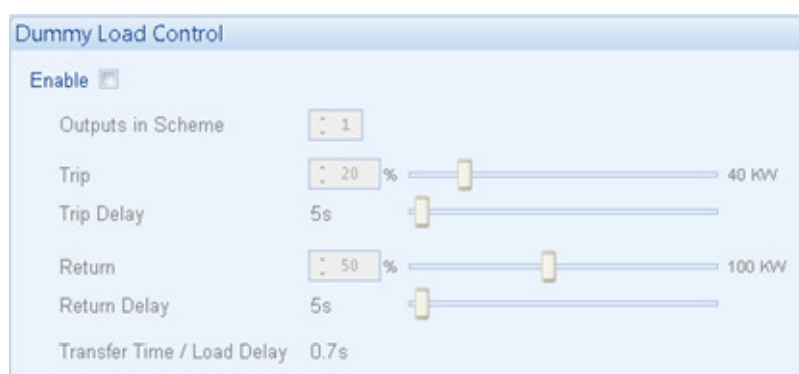 Dummy Load Control
Enable
Outputs in Scheme 1
Trip 20 % 40 KW
Trip Delay 5s
Return 50 % 100 KW
Return Delay 5s
Transfer Time / Load Delay 0.7s